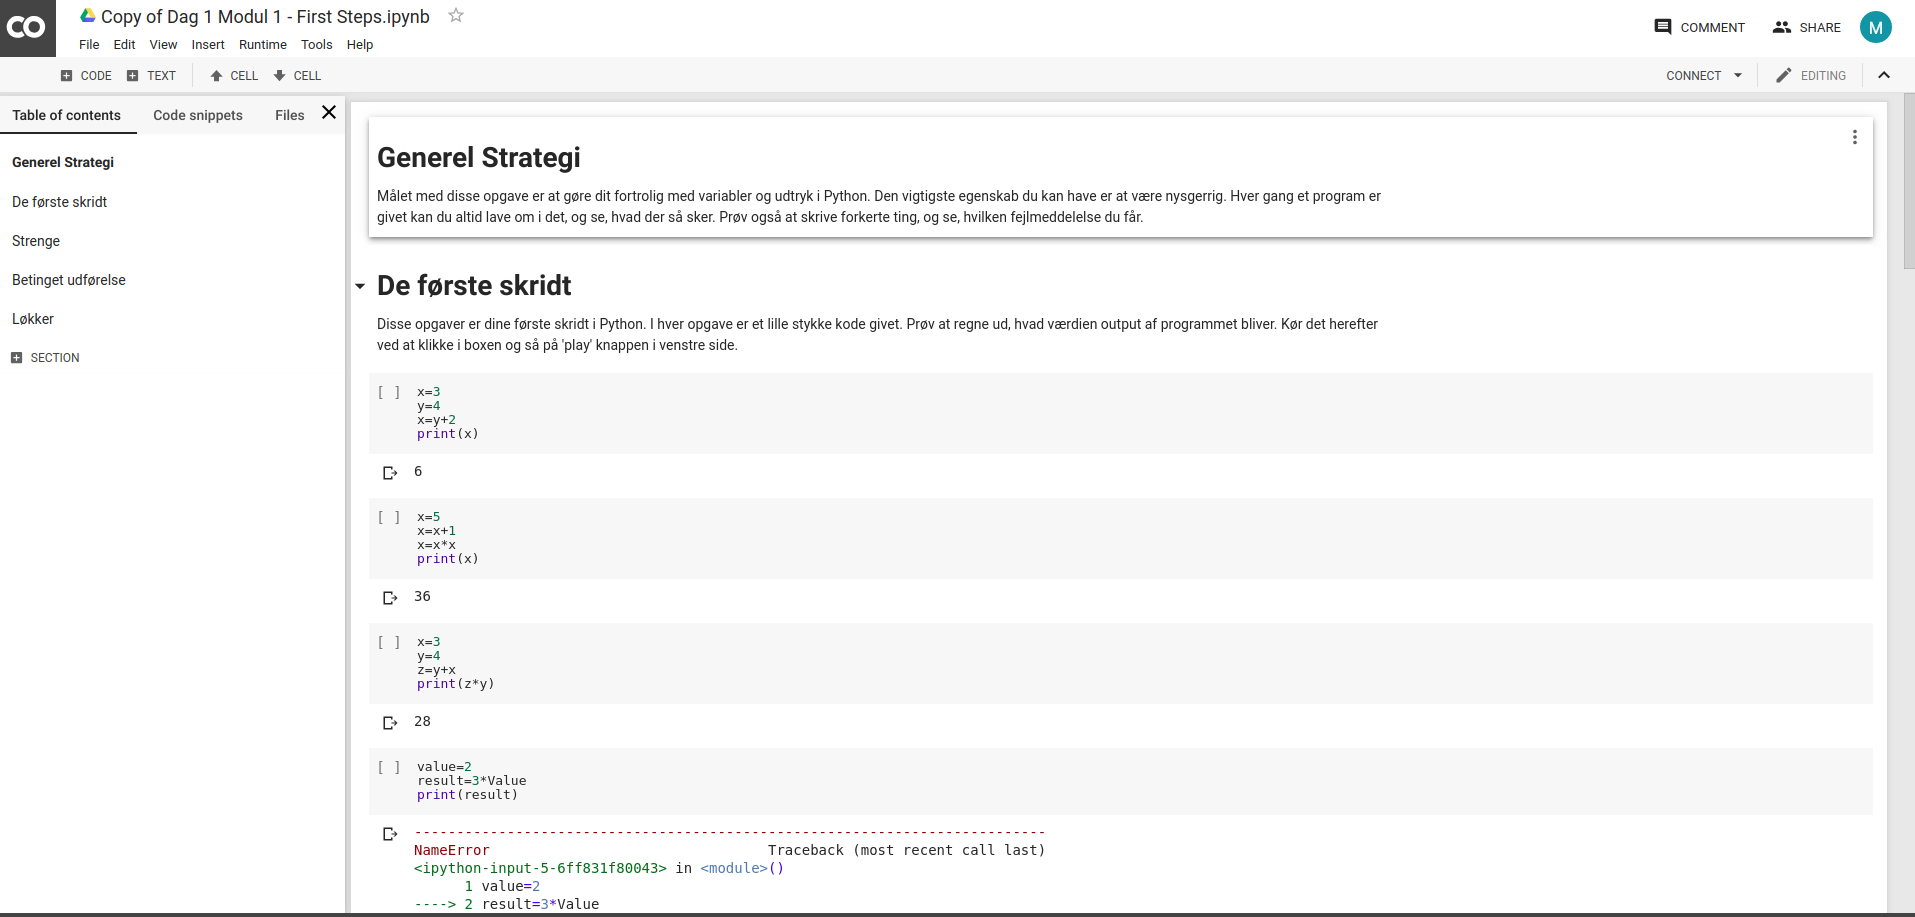 CO
Copy of Dag 1 Modul 1 - First Steps.ipynb
File Edit View Insert Runtime Tools Help
COMMENT SHARE M
CODE TEXT CELL CELL
CONNECT EDITING
Table of contents Code snippets Files
Generel Strategi
De første skridt
Strenge
Betinget udførelse
Løkker
SECTION
Generel Strategi
Målet med disse opgave er at gøre dit fortrolig med variabler og udtryk i Python. Den vigtigste egenskab du kan have er at være nysgerrig. Hver gang et program er
givet kan du altid lave om i det, og se, hvad der så sker. Prøv også at skrive forkerte ting, og se, hvilken fejlmeddelelse du får.
De første skridt
Disse opgaver er dine første skridt i Python. I hver opgave er et lille stykke kode givet. Prøv at regne ud, hvad værdien output af programmet bliver. Kør det herefter
ved at klikke i boxen og så på 'play' knappen i venstre side.
[ ] x=3
y=4
x=y+2
print(x)
6
[ ] x=5
x=x+1
x=x*x
print(x)
36
[ ] x=3
y=4
z=y+x
print(z*y)
28
[ ] value=2
result=3*Value
print(result)
---------------------------------------------------------------------------
NameError                                 Traceback (most recent call last)
<ipython-input-5-6ff831f80043> in <module>()
      1 value=2
----> 2 result=3*Value